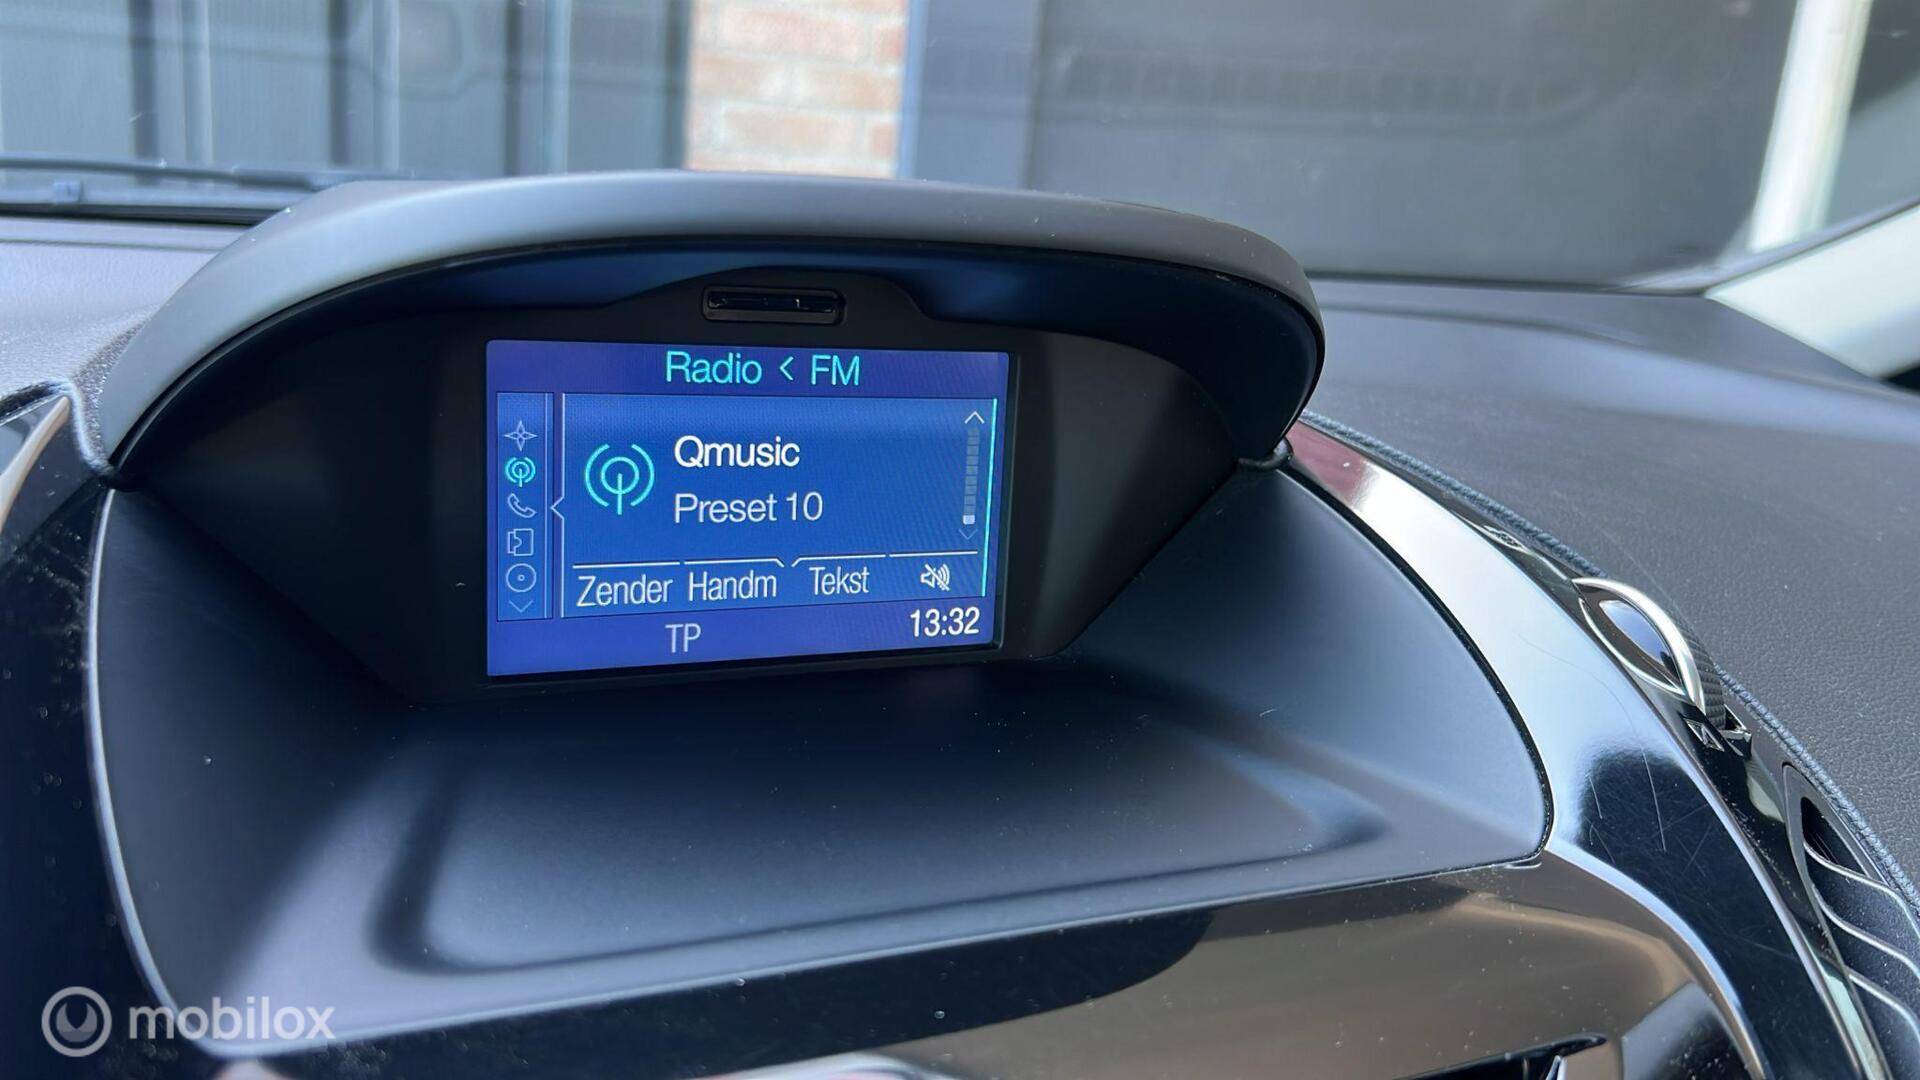 Radio < FM
Qmusic
Preset 10
Zender Handm Tekst
TP 13:32
mobilox